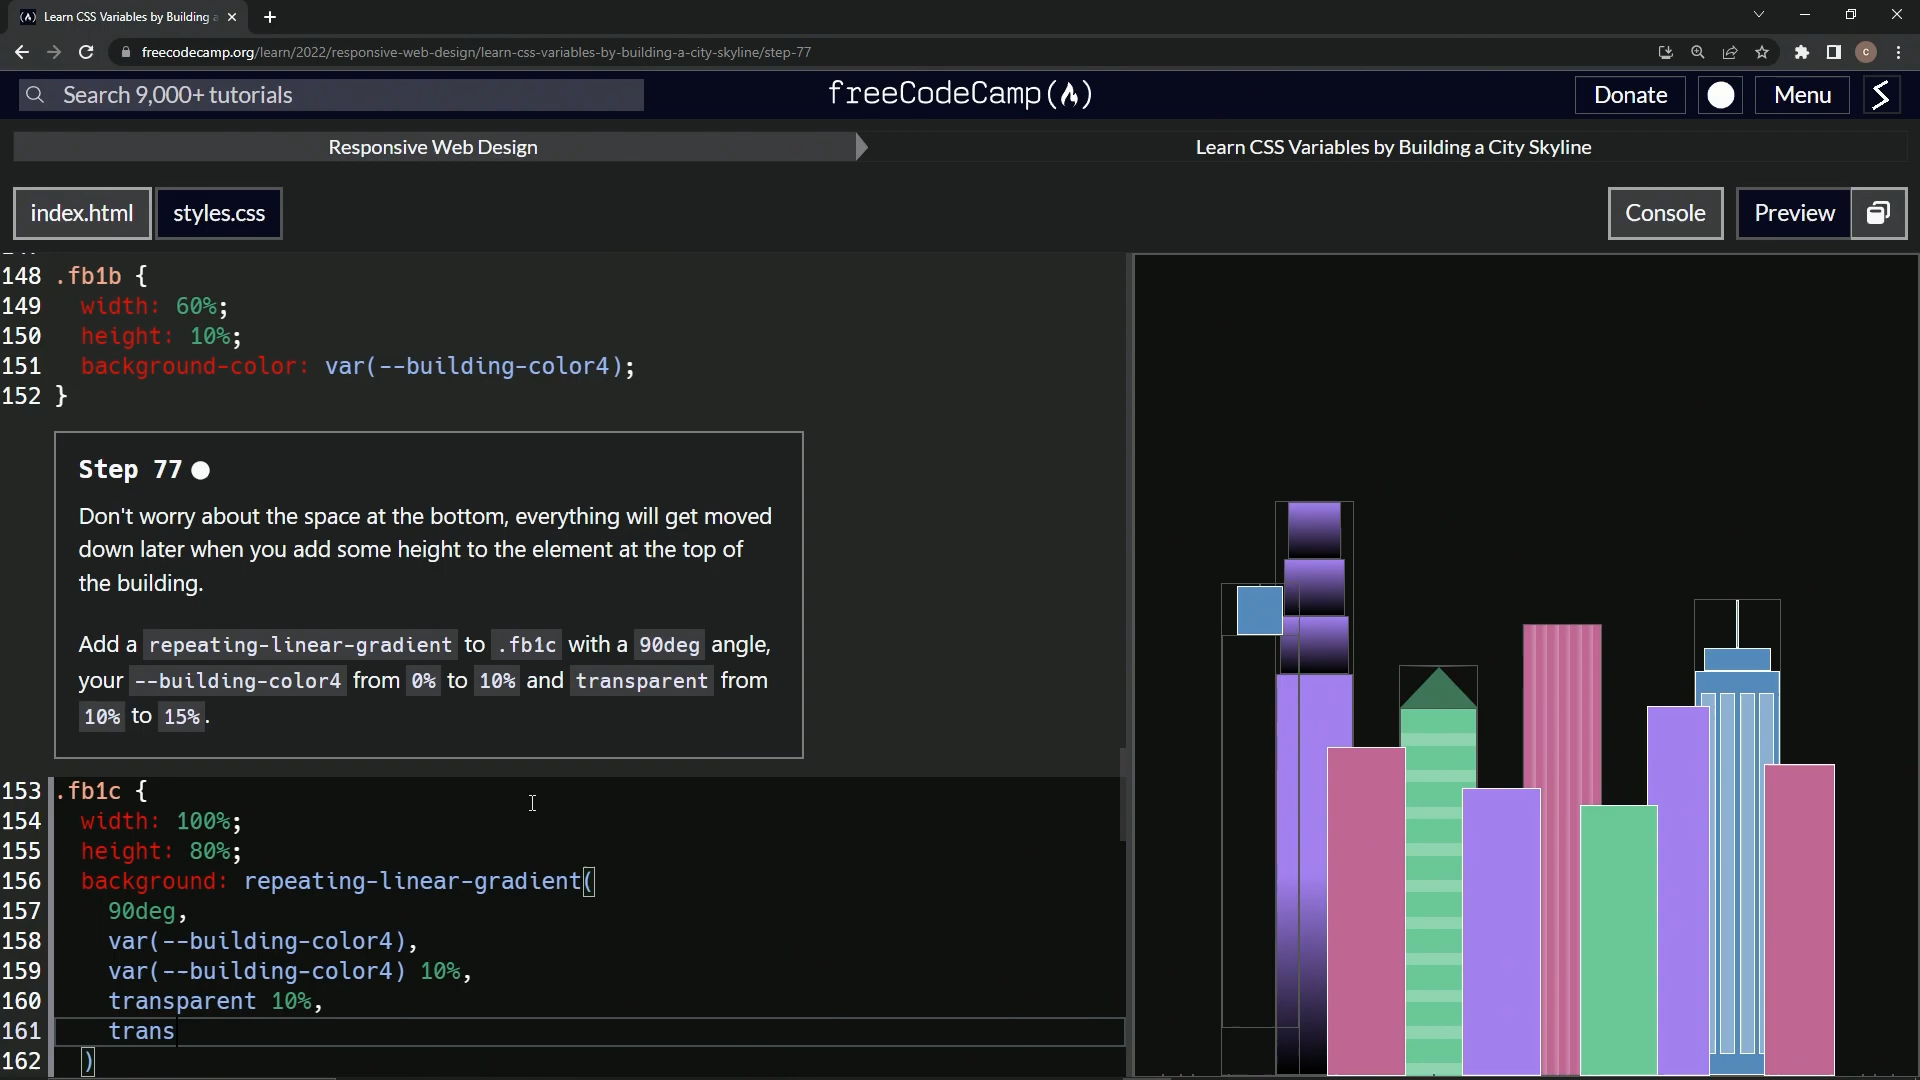 Learn CSS Variables by Building a
freecodecamp.org/learn/2022/responsive-web-design/learn-css-variables-by-building-a-city-skyline/step-77
C
Search 9,000+ tutorials
freeCodeCamp
Donate
Menu
Responsive Web Design
Learn CSS Variables by Building a City Skyline
index.html
styles.css
Console
Preview
148 .fb1b {
149 width: 60%;
150 height: 10%;
151 background-color: var(--building-color4);
152 }
Step 77
Don't worry about the space at the bottom, everything will get moved
down later when you add some height to the element at the top of
the building.
Add a repeating-linear-gradient to .fb1c with a 90deg angle,
your --building-color4 from 0% to 10% and transparent from
10% to 15%.
153 .fb1c {
154 width: 100%;
155 height: 80%;
156 background: repeating-linear-gradient(
157 90deg,
158 var(--building-color4),
159 var(--building-color4) 10%,
160 transparent 10%,
161 trans
162 )